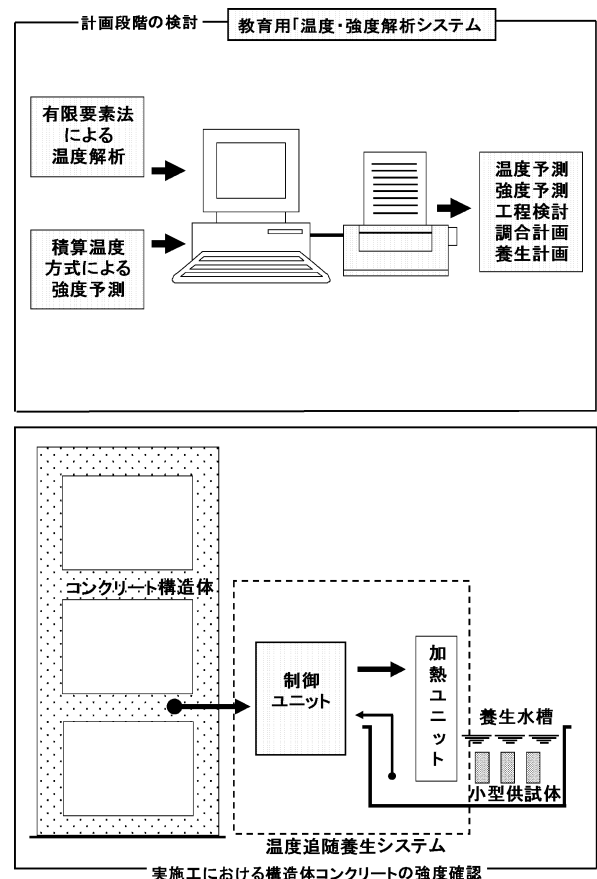 計画段階の検討
教育用「温度・強度解析システム
有限要素法
による
温度解析
積算温度
方式による
強度予測
温度予測
強度予測
工程検討
調合計画
養生計画
コンクリート構造体
制御
ユニット
加熱ユニット
養生水槽
小型供試体
温度追随養生システム
実施工における構造体コンクリートの強度確認